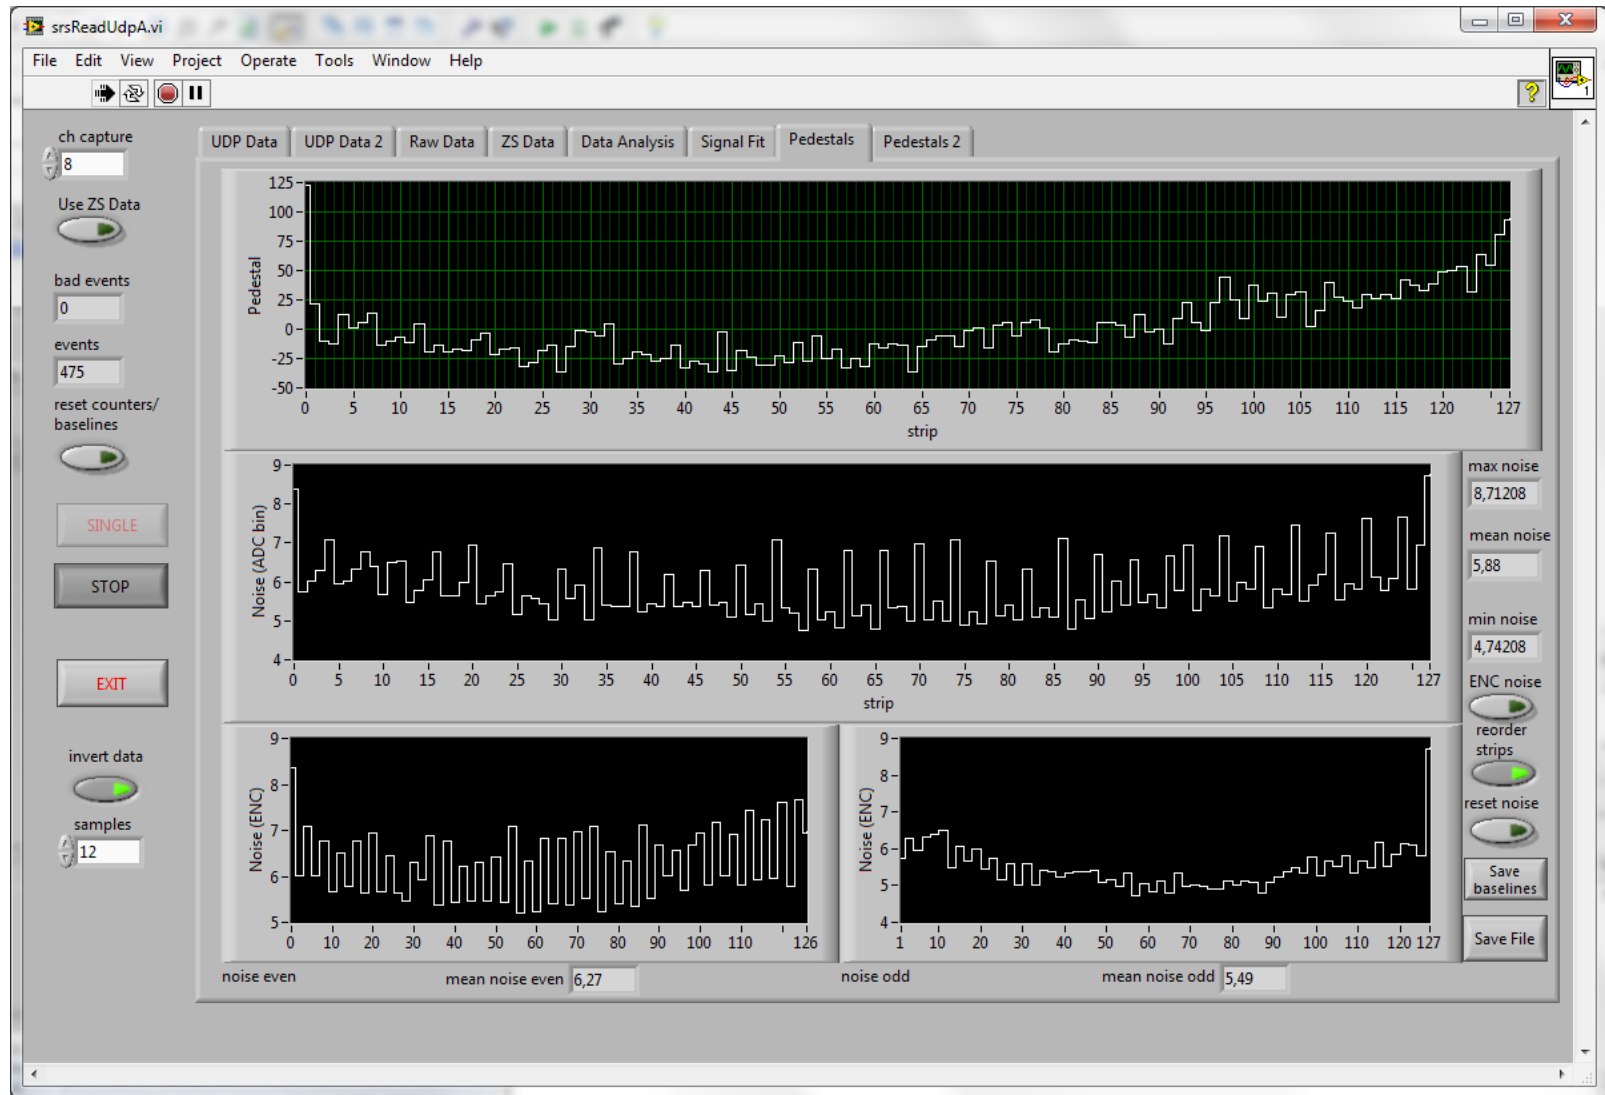 srsReadUdpA.vi
File Edit View Project Operate Tools Window Help
1
ch capture
8
Use ZS Data
bad events
0
events
475
reset counters/
baselines
SINGLE
STOP
EXIT
invert data
samples
12
UDP Data UDP Data 2 Raw Data ZS Data Data Analysis Signal Fit Pedestals Pedestals 2
Pedestal
125
100
75
50
25
0
-25
-50
0 5 10 15 20 25 30 35 40 45 50 55 60 65 70 75 80 85 90 95 100 105 110 115 120 127
strip
Noise (ADC bin)
9
8
7
6
5
4
0 5 10 15 20 25 30 35 40 45 50 55 60 65 70 75 80 85 90 95 100 105 110 115 120 127
strip
max noise
8,71208
mean noise
5,88
min noise
4,74208
ENC noise
reorder
strips
reset noise
Save
baselines
Save File
Noise (ENC)
9
8
7
6
5
0 10 20 30 40 50 60 70 80 90 100 110 126
noise even
mean noise even 6,27
Noise (ENC)
9
8
7
6
5
4
1 10 20 30 40 50 60 70 80 90 100 110 120 127
noise odd
mean noise odd 5,49